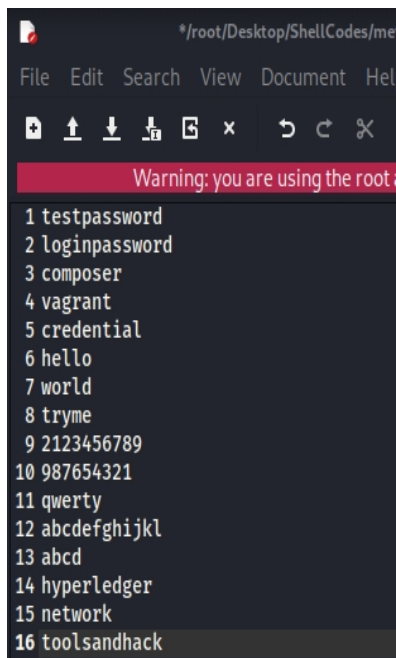 */root/Desktop/ShellCodes/me
File Edit Search View Document Hel
Warning: you are using the root
1 testpassword
2 loginpassword
3 composer
4 vagrant
5 credential
6 hello
7 world
8 tryme
9 2123456789
10 987654321
11 qwerty
12 abcdefghijkl
13 abcd
14 hyperledger
15 network
16 toolsandhack